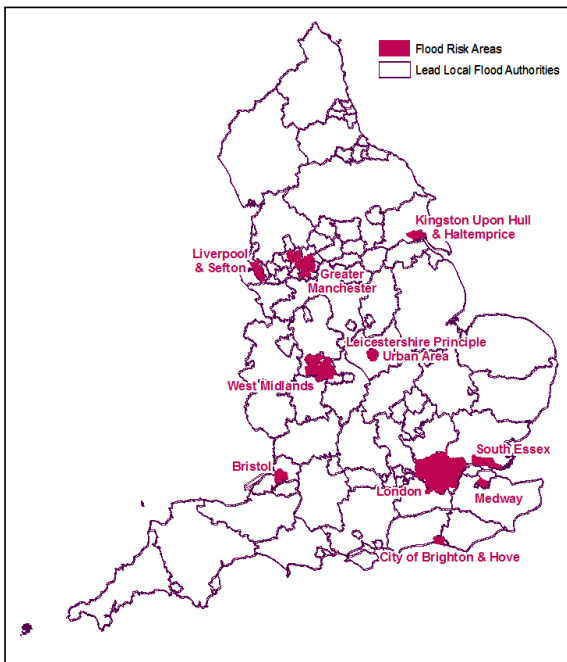 Flood Risk Areas
Lead Local Flood Authorities
Kingston Upon Hull
& Haltemprice
Liverpool
& Sefton
Greater
Manchester
Leicestershire Principle
Urban Area
West Midlands
South Essex
Bristol
London
Medway
City of Brighton & Hove